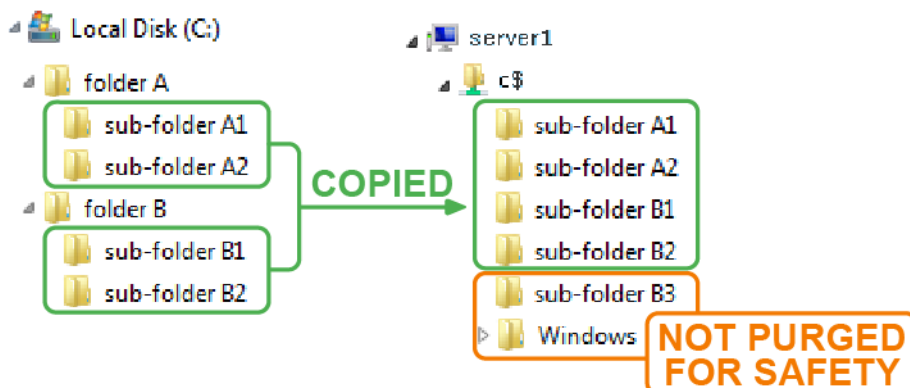 Local Disk (C:)
folder A
sub-folder A1
sub-folder A2
folder B
sub-folder B1
sub-folder B2
COPIED
server1
c$
sub-folder A1
sub-folder A2
sub-folder B1
sub-folder B2
sub-folder B3
Windows
NOT PURGED
FOR SAFETY